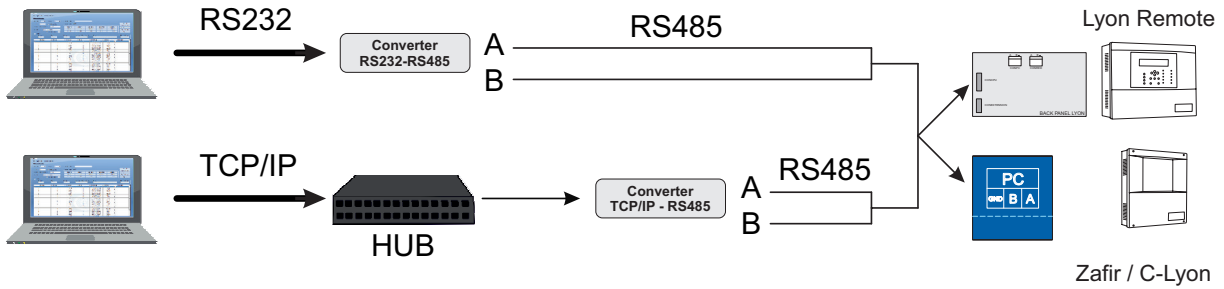 RS232
Converter
RS232-RS485
A
B
RS485
Lyon Remote
BACK PANEL LYON
TCP/IP
HUB
Converter
TCP/IP - RS485
A
B
RS485
PC
GND B A
Zafir / C-Lyon